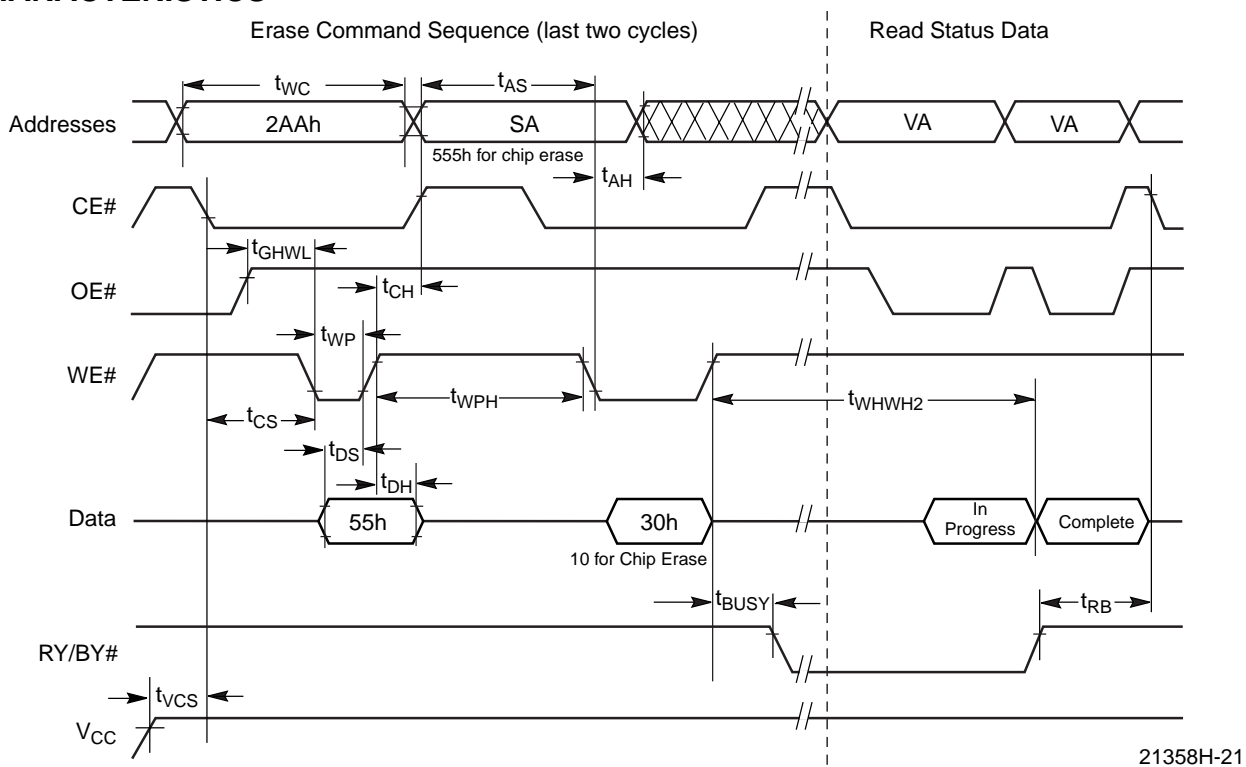 Erase Command Sequence (last two cycles)
Read Status Data
tWC
tAS
Addresses
2AAh
SA
VA
VA
555h for chip erase
tAH
CE#
tGHWL
OE#
tCH
tWP
WE#
tWPH
tWHWH2
tCS
tDS
tDH
Data
55h
30h
In
Progress
Complete
10 for Chip Erase
tBUSY
tRB
RY/BY#
tVCS
VCC
21358H-21